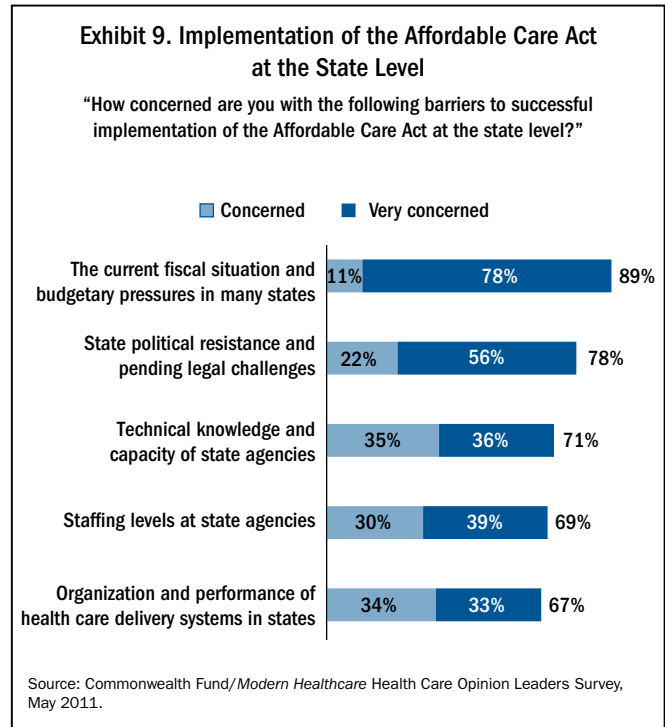 Exhibit 9. Implementation of the Affordable Care Act
at the State Level
“How concerned are you with the following barriers to successful
implementation of the Affordable Care Act at the state level?”
Concerned Very concerned
The current fiscal situation and
budgetary pressures in many states
11% 78% 89%
State political resistance and
pending legal challenges
22% 56% 78%
Technical knowledge and
capacity of state agencies
35% 36% 71%
Staffing levels at state agencies
30% 39% 69%
Organization and performance of
health care delivery systems in states
34% 33% 67%
Source: Commonwealth Fund/Modern Healthcare Health Care Opinion Leaders Survey,
May 2011.